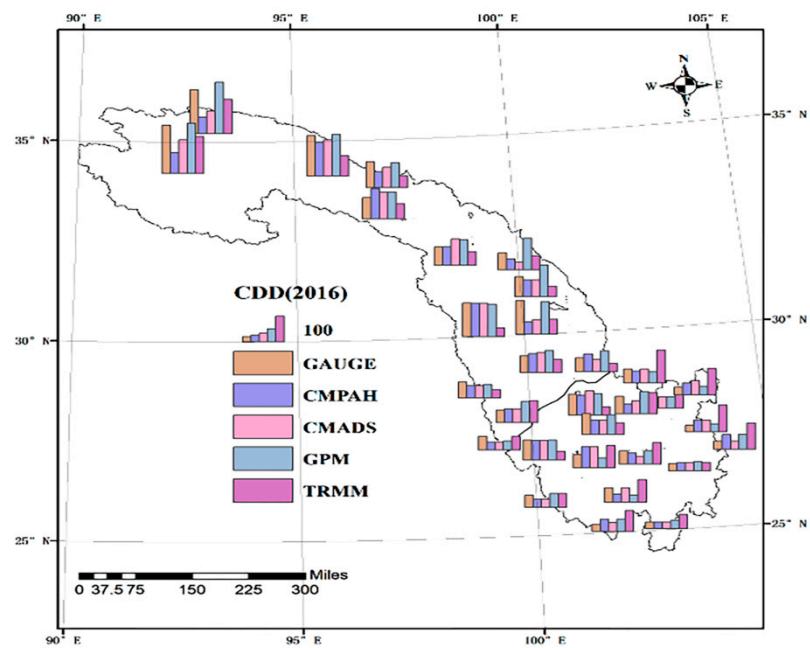 90° E 95° E 100° E 105° E
N
W E
S
35° N 35° N
CDD(2016)
100
30° N 30° N
GAUGE
CMPAH
CMADS
GPM
TRMM
25° N 25° N
Miles
0 37.5 75 150 225 300
90° E 95° E 100° E